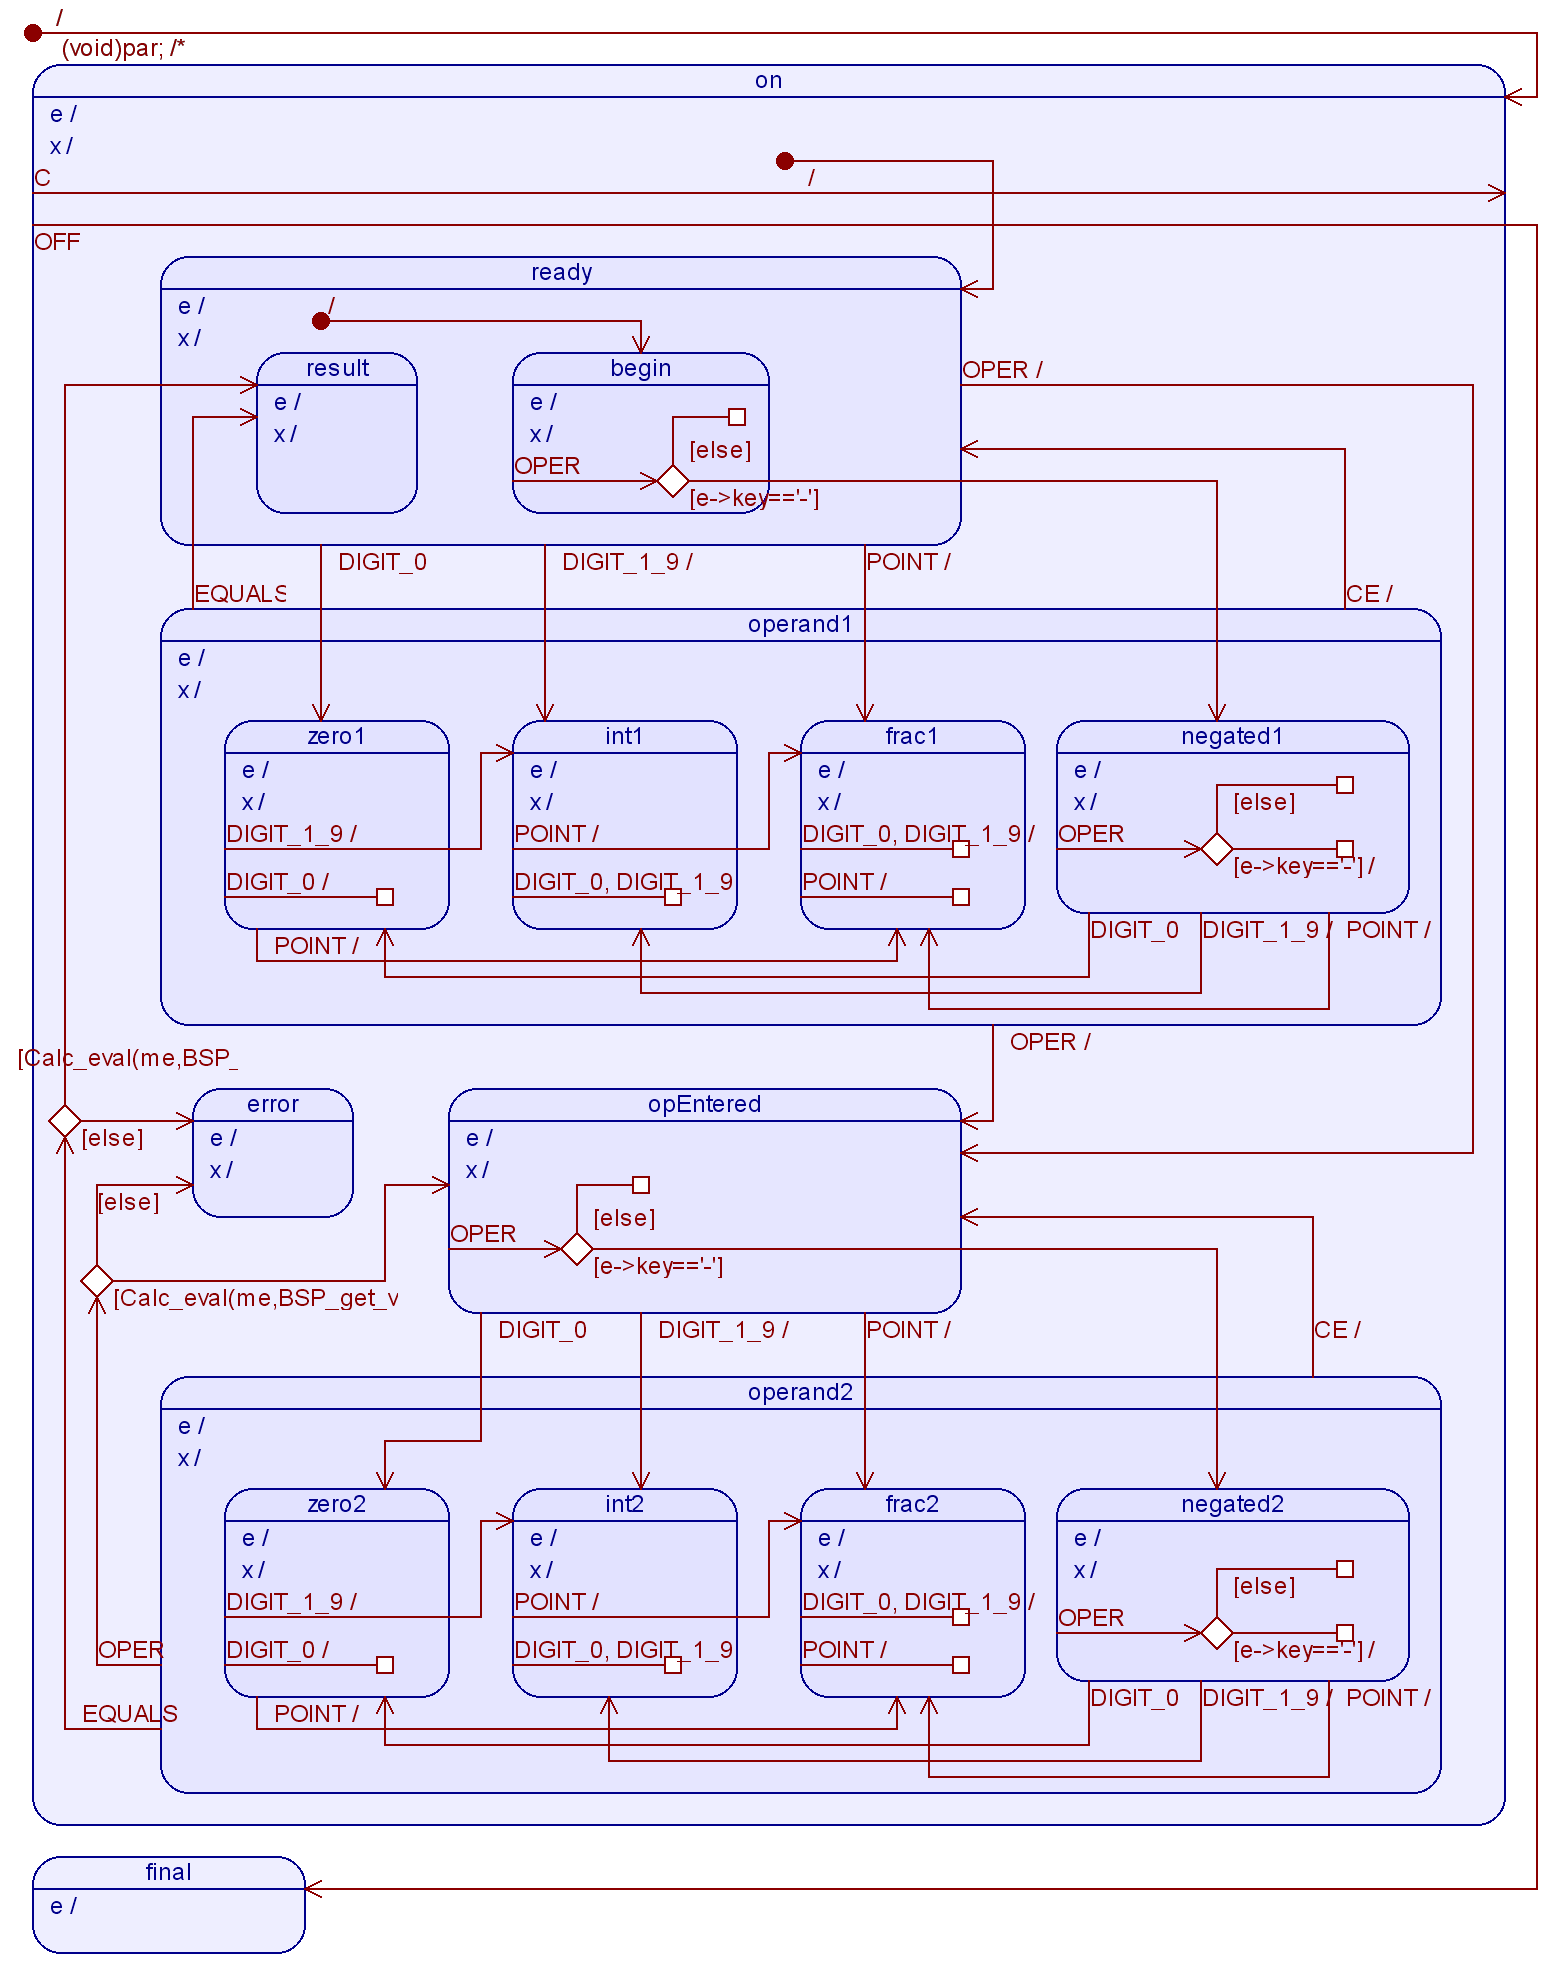 /
(void)par; /*
on
e /
x /
/
C
OFF
ready
e /
x /
/
result
e /
x /
begin
e /
x /
[else]
OPER
[e->key=='-']
OPER /
DIGIT_0
DIGIT_1_9 /
POINT /
EQUALS
CE /
operand1
e /
x /
zero1
e /
x /
DIGIT_1_9 /
DIGIT_0 /
POINT /
int1
e /
x /
POINT /
DIGIT_0, DIGIT_1_9
frac1
e /
x /
DIGIT_0, DIGIT_1_9 /
POINT /
negated1
e /
x /
[else]
OPER
[e->key=='-'] /
DIGIT_0
DIGIT_1_9 /
POINT /
OPER /
[Calc_eval(me,BSP_
[else]
error
e /
x /
[else]
[Calc_eval(me,BSP_get_v
opEntered
e /
x /
[else]
OPER
[e->key=='-']
DIGIT_0
DIGIT_1_9 /
POINT /
CE /
operand2
e /
x /
zero2
e /
x /
DIGIT_1_9 /
DIGIT_0 /
POINT /
int2
e /
x /
POINT /
DIGIT_0, DIGIT_1_9
frac2
e /
x /
DIGIT_0, DIGIT_1_9 /
POINT /
negated2
e /
x /
[else]
OPER
[e->key=='-'] /
DIGIT_0
DIGIT_1_9 /
POINT /
OPER
EQUALS
final
e /